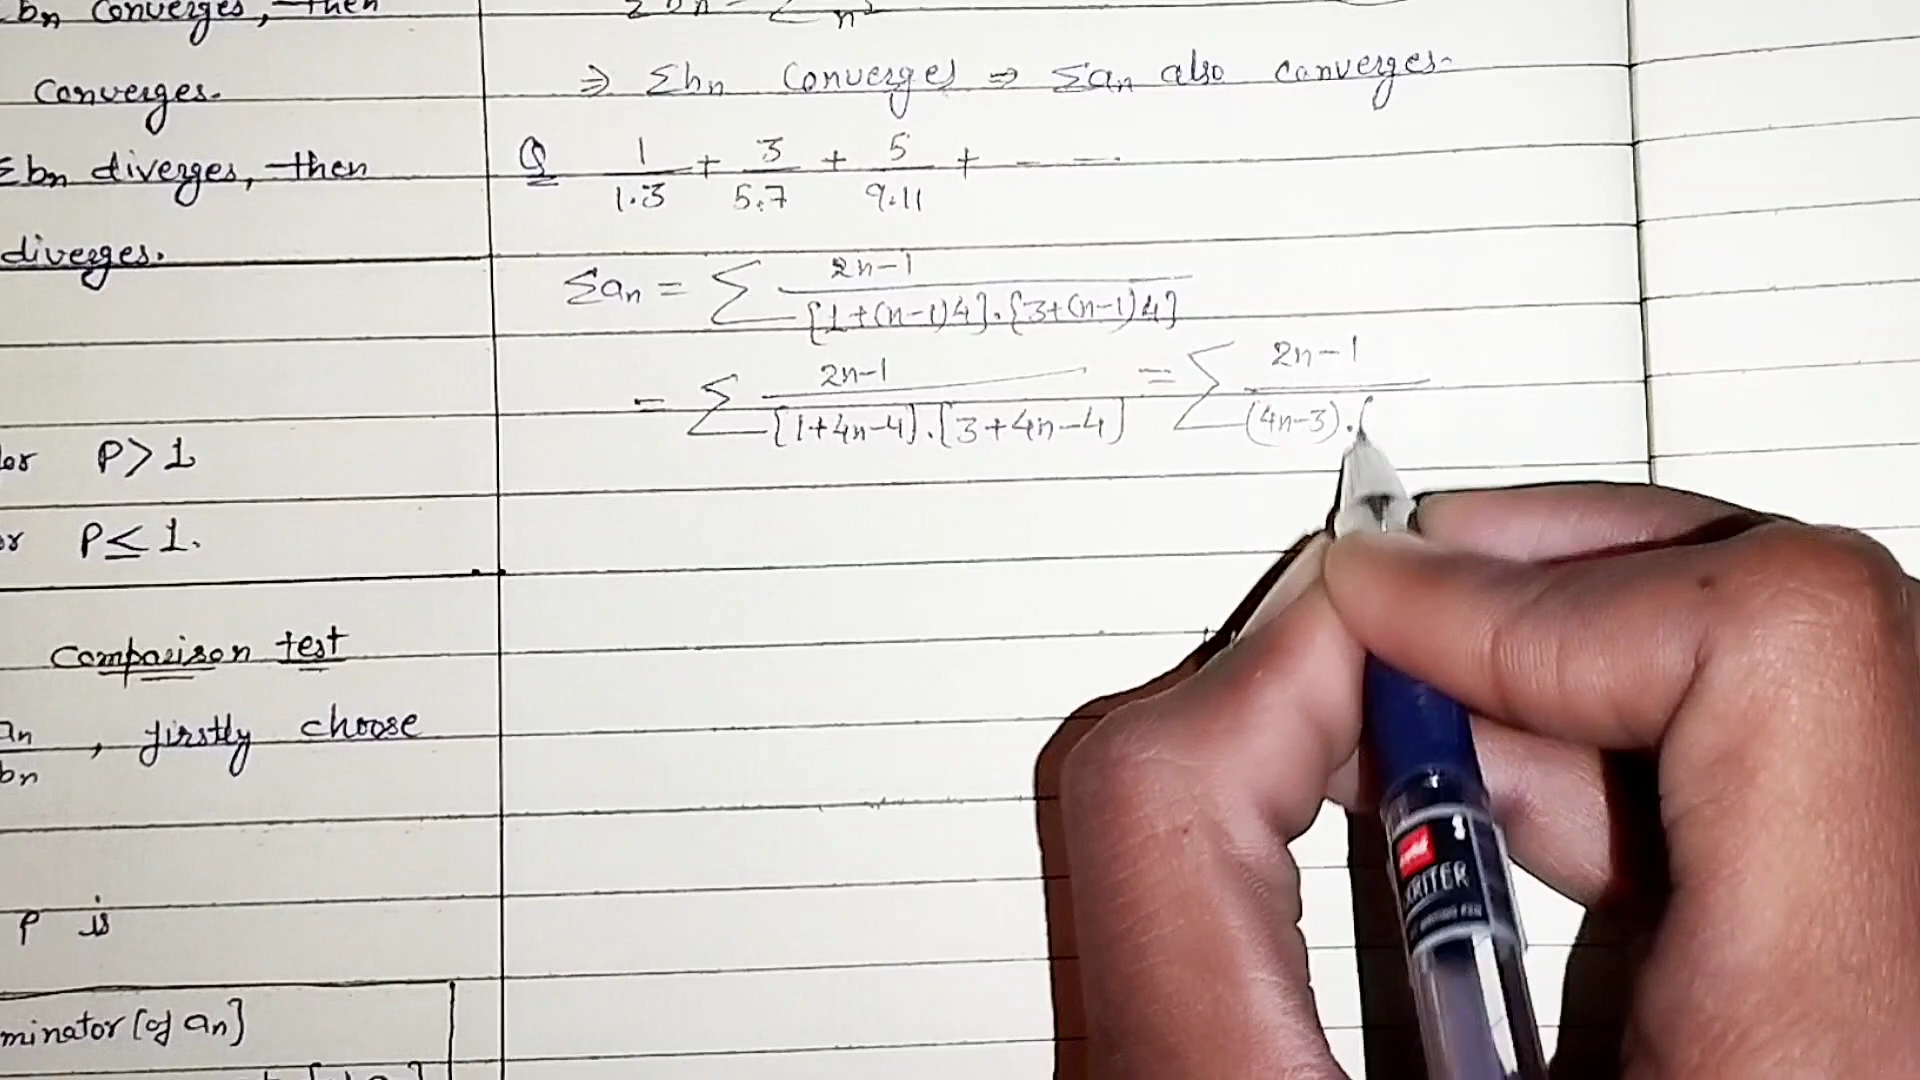 bn converges, then
converges.
Σbn diverges, then
diverges.
for P>1
or P≤1.
comparison test
an/bn , firstly choose
P is
minator [of an]
⇒ Σbn converges ⇒ Σan also converges.
Q 1/1.3 + 3/5.7 + 5/9.11 + - - -
Σan = Σ 2n-1/[1+(n-1)4].[3+(n-1)4]
= Σ 2n-1/[1+4n-4].[3+4n-4] = Σ 2n-1/(4n-3).(
cello
WRITER